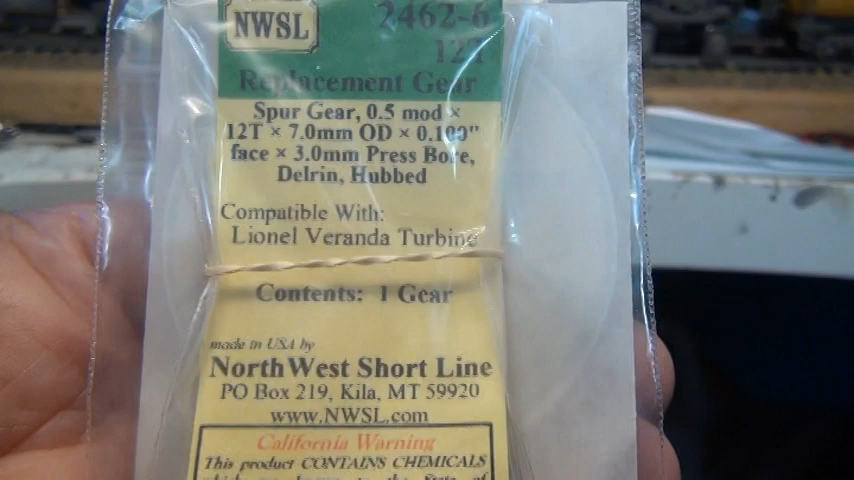 NWSL
2462-6
12T
Replacement Gear
Spur Gear, 0.5 mod ×
12T × 7.0mm OD × 0.100"
face × 3.0mm Press Bore,
Delrin, Hubbed
Compatible With:
Lionel Veranda Turbine
Contents: 1 Gear
made in USA by
NorthWest Short Line
PO Box 219, Kila, MT 59920
www.NWSL.com
California Warning
This product CONTAINS CHEMICALS